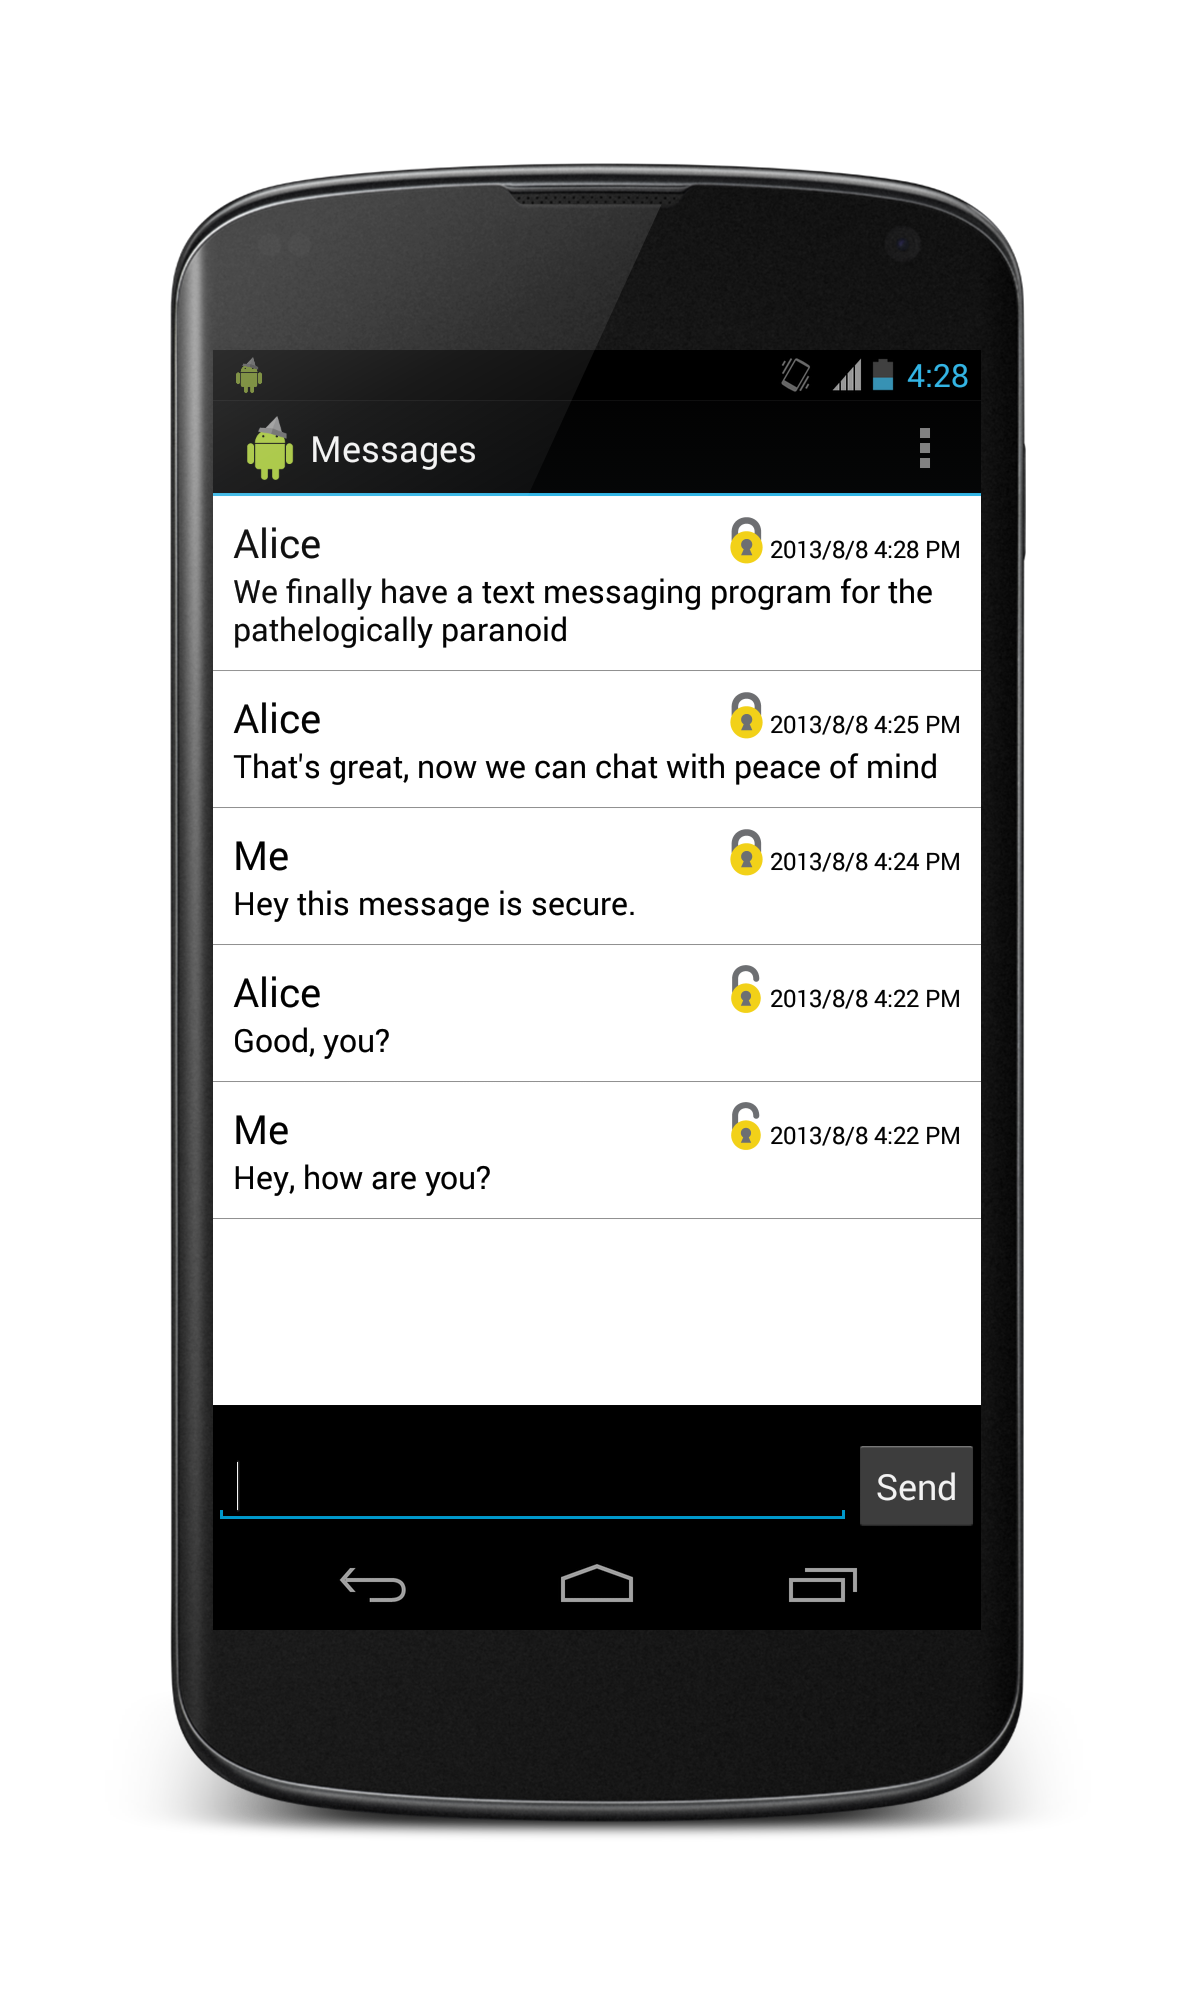 4:28
Messages
Alice
2013/8/8 4:28 PM
We finally have a text messaging program for the
pathelogically paranoid
Alice
2013/8/8 4:25 PM
That's great, now we can chat with peace of mind
Me
2013/8/8 4:24 PM
Hey this message is secure.
Alice
2013/8/8 4:22 PM
Good, you?
Me
2013/8/8 4:22 PM
Hey, how are you?
Send